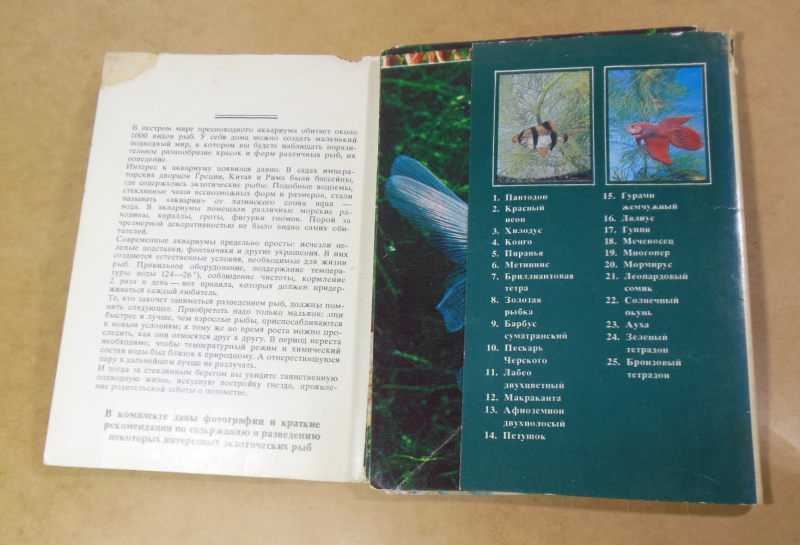 В пестром мире пресноводного аквариума обитает около
1000 видов рыб. У себя дома можно создать маленький
подводный мир, в котором вы будете наблюдать порази-
тельное разнообразие красок и форм различных рыб, их
поведение.
Интерес к аквариуму появился давно. В садах импера-
торских дворцов Греции, Китая и Рима были бассейны,
где содержались экзотические рыбы. Подобные водоемы,
стеклянные чаши всевозможных форм и размеров, стали
называть «акварии» от латинского слова aqua —
вода. В аквариумы помещали различные морские ра-
ковины, кораллы, гроты, фигурки гномов. Порой за
чрезмерной декоративностью не было видно самих оби-
тателей.
Современные аквариумы предельно просты: исчезли не-
лепые подставки, фонтанчики и другие украшения. В них
создаются естественные условия, необходимые для жизни
рыб. Правильное оборудование, поддержание темпера-
туры воды (24—26°), соблюдение чистоты, кормление
2 раза в день — вот правила, которых должен придер-
живаться каждый любитель.
Те, кто захочет заниматься разведением рыб, должны пом-
нить следующее. Приобретать надо только мальков: они
быстрее и лучше, чем взрослые рыбы, приспосабливаются
к новым условиям; к тому же во время роста можно про-
следить, как они относятся друг к другу. В период нереста
необходимо, чтобы температурный режим и химический
состав воды был близок к природному. А отнерестившуюся
пару в дальнейшем лучше не разлучать.
И тогда за стеклянным берегом вы увидите таинственную
подводную жизнь, искусную постройку гнезда, проявле-
ние родительской заботы о потомстве.
В комплекте даны фотографии и краткие
рекомендации по содержанию и разведению
некоторых интересных экзотических рыб
1. Пантодон
2. Красный
неон
3. Хилодус
4. Конго
5. Пиранья
6. Метиннис
7. Бриллиантовая
тетра
8. Золотая
рыбка
9. Барбус
суматранский
10. Пескарь
Черского
11. Лабео
двухцветный
12. Макраканта
13. Афиоземион
двухполосый
14. Петушок
15. Гурами
жемчужный
16. Лялиус
17. Гуппи
18. Меченосец
19. Многопер
20. Мормирус
21. Леопардовый
сомик
22. Солнечный
окунь
23. Ауха
24. Зеленый
тетрадон
25. Бронзовый
тетрадон